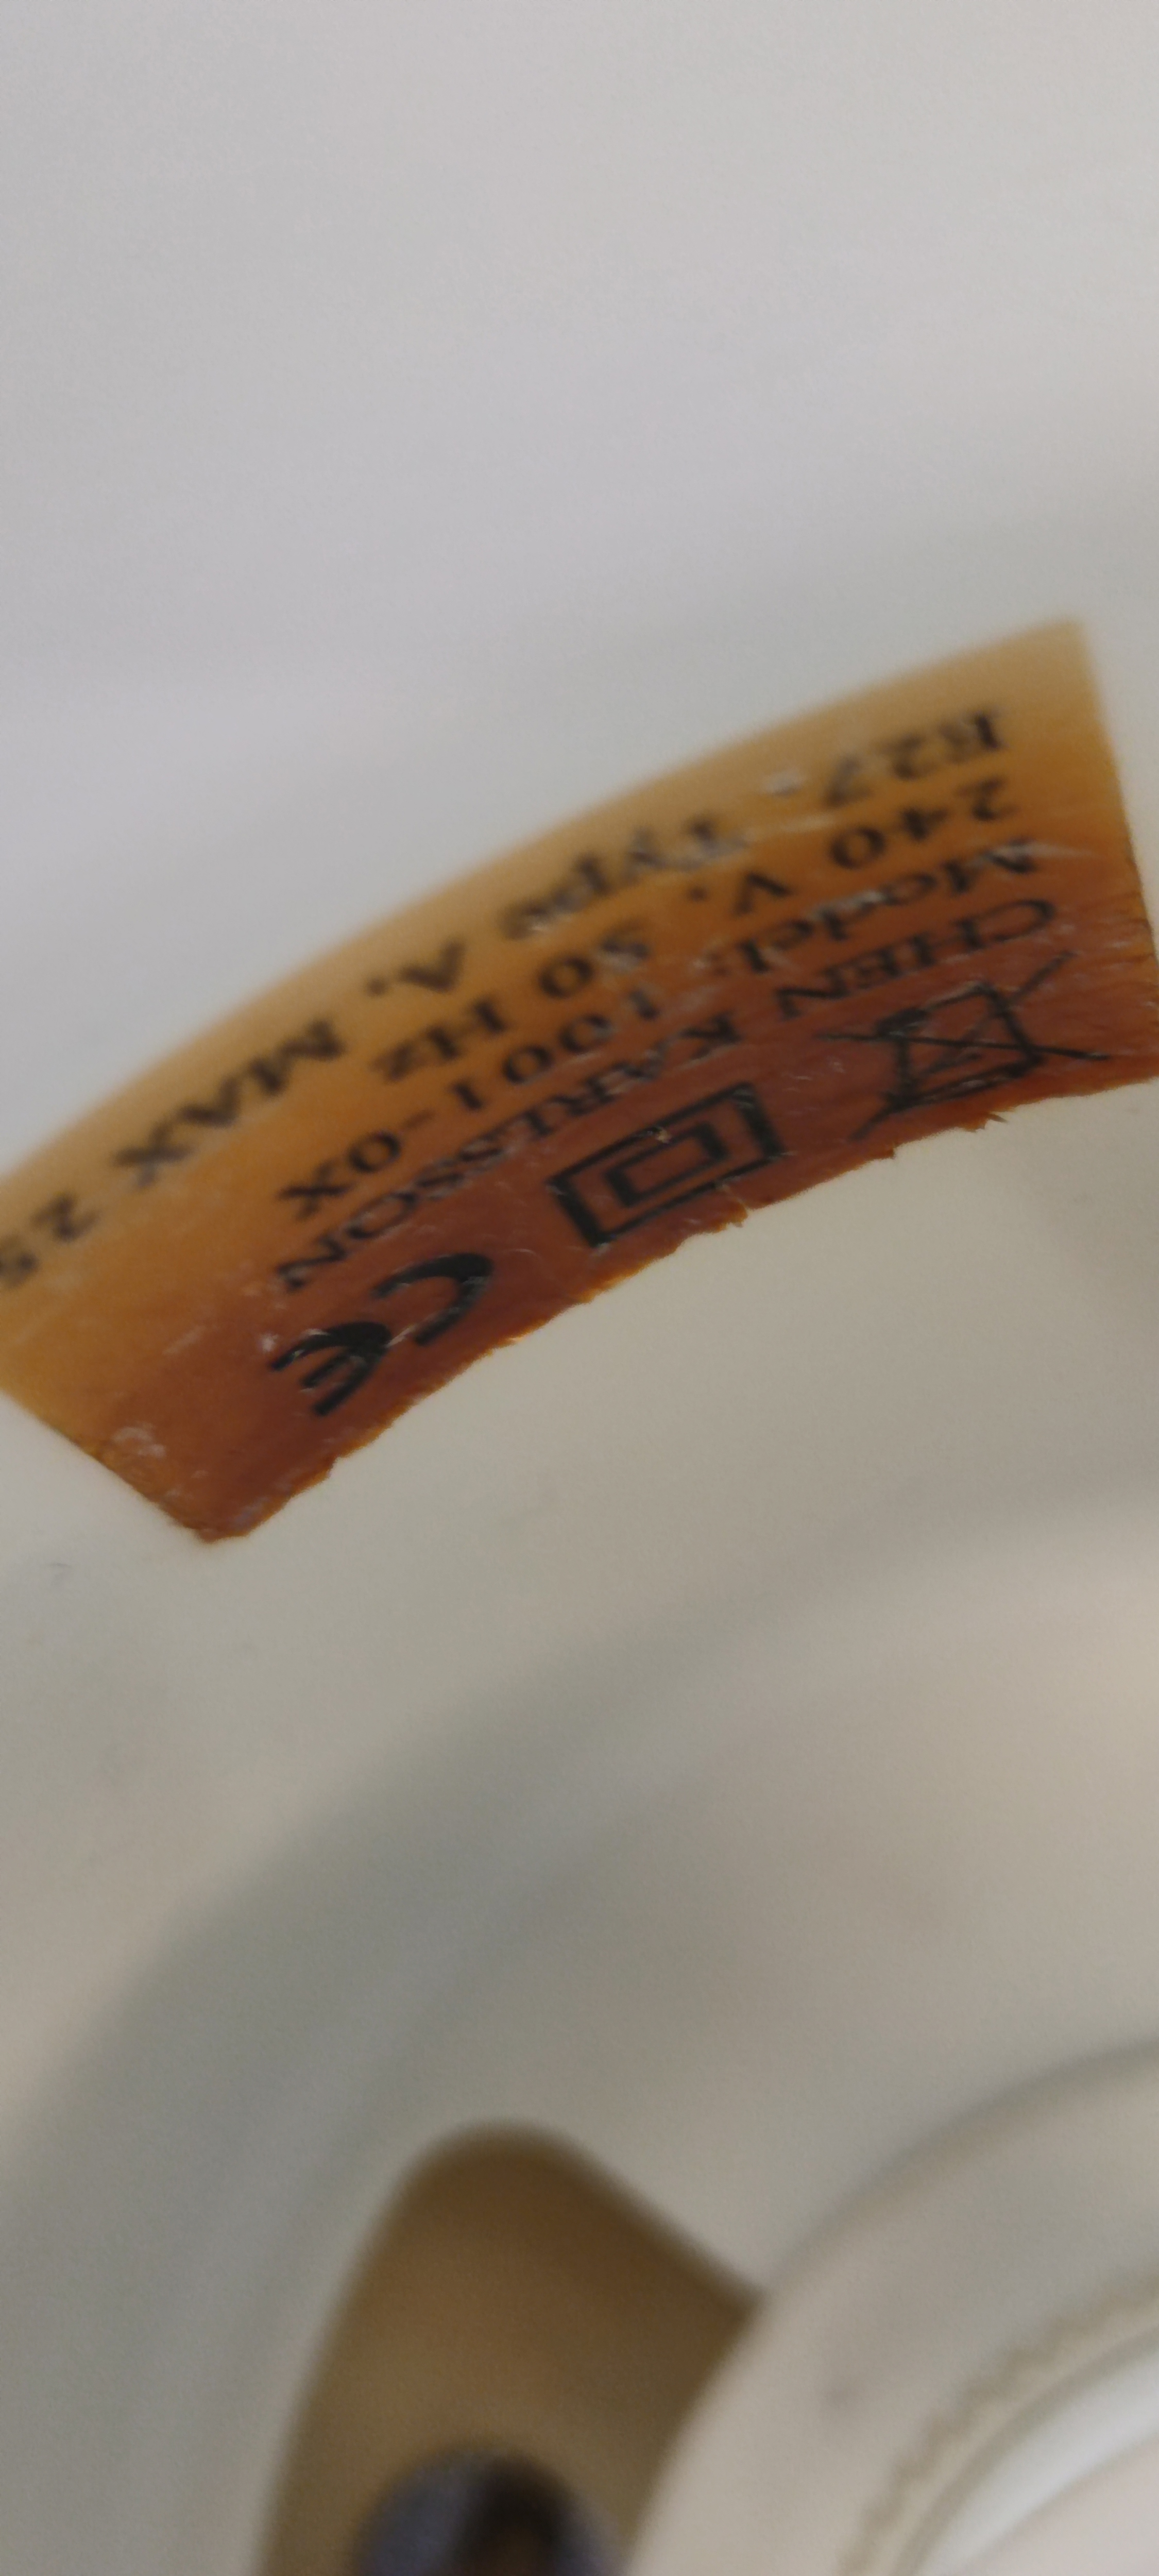 CE
CHEN KARLSSON
Model: 1001-0X
240 V. 50 Hz
E27. Type A. MAX 25